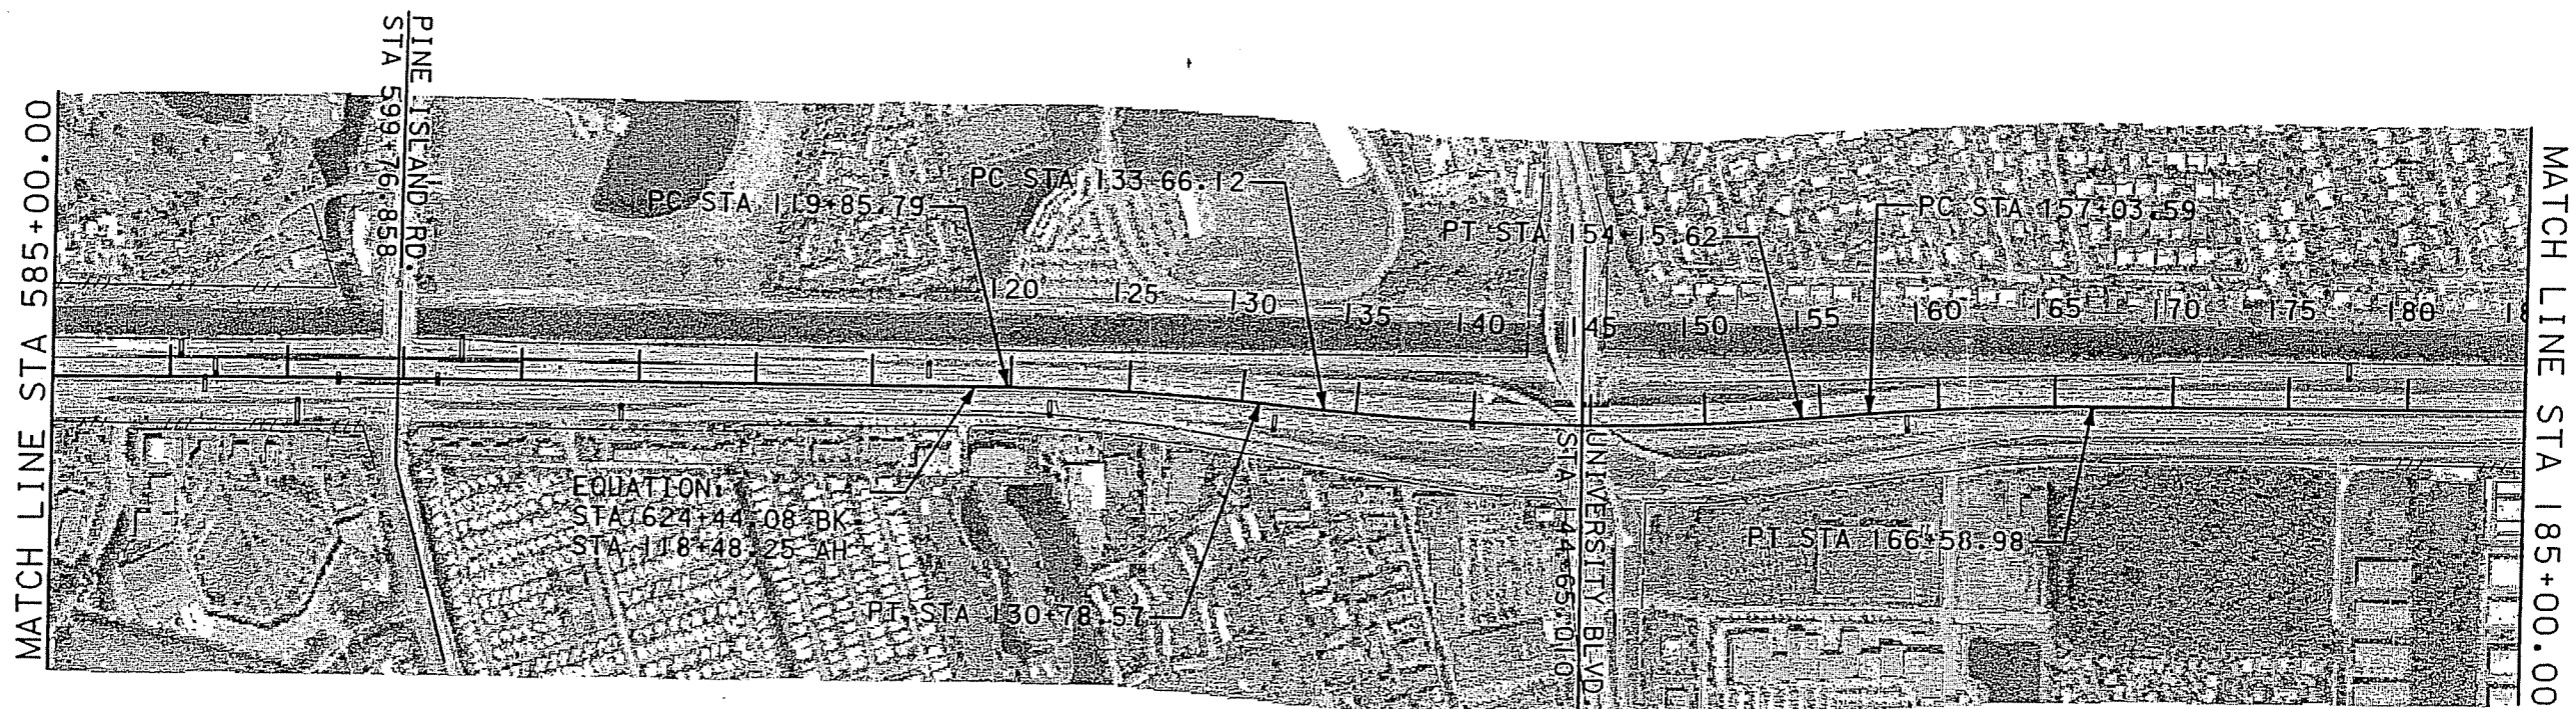 MATCH LINE STA 585+00.00
PINE ISLAND RD.
STA 599+76.858
PC STA 119+85.79
PC STA 133 66.12
PT STA 154+15.62
PC STA 157+03.59
120 125 130 135 140 145 150 155 160 165 170 175 180 18
EQUATION:
STA 624+44.08 BK
STA 118+48.25 AH
PT STA 130+78.57
UNIVERSITY BLVD.
STA 144+65.010
PT STA 166+58.98
MATCH LINE STA 185+00.00